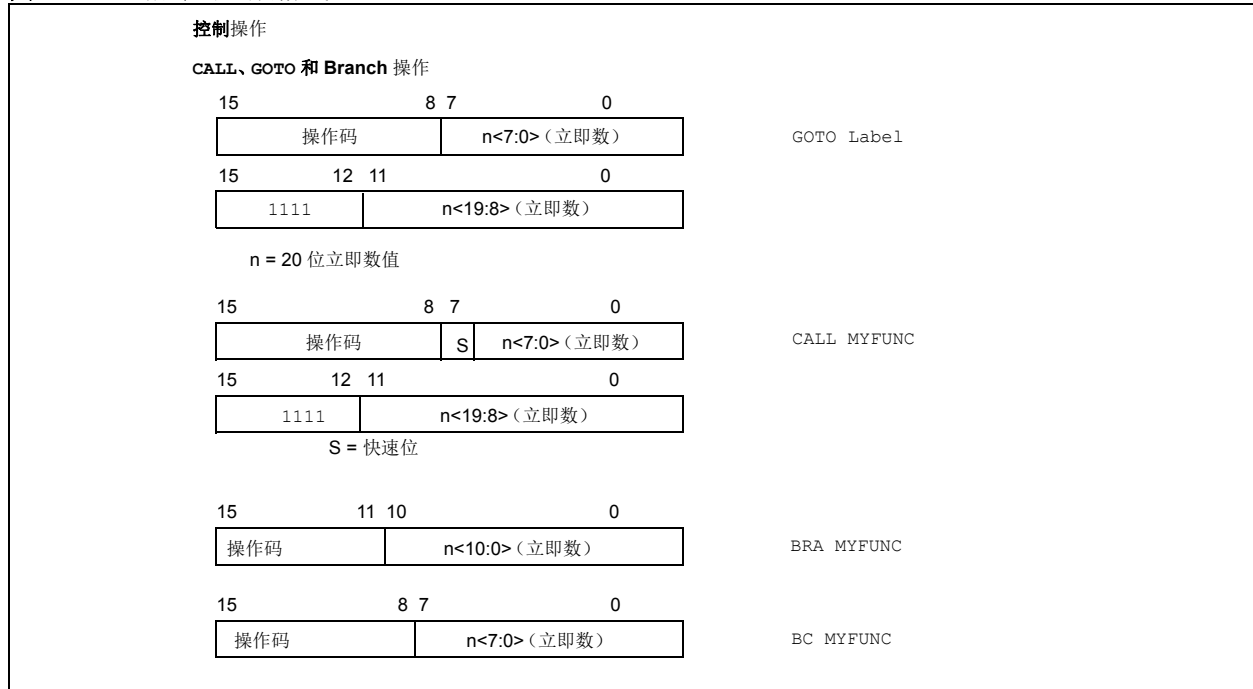 控制操作
CALL、GOTO 和 Branch 操作
15 8 7 0
操作码 n<7:0>（立即数） GOTO Label
15 12 11 0
1111 n<19:8>（立即数）
n = 20 位立即数值
15 8 7 0
操作码 S n<7:0>（立即数） CALL MYFUNC
15 12 11 0
1111 n<19:8>（立即数）
S = 快速位
15 11 10 0
操作码 n<10:0>（立即数） BRA MYFUNC
15 8 7 0
操作码 n<7:0>（立即数） BC MYFUNC